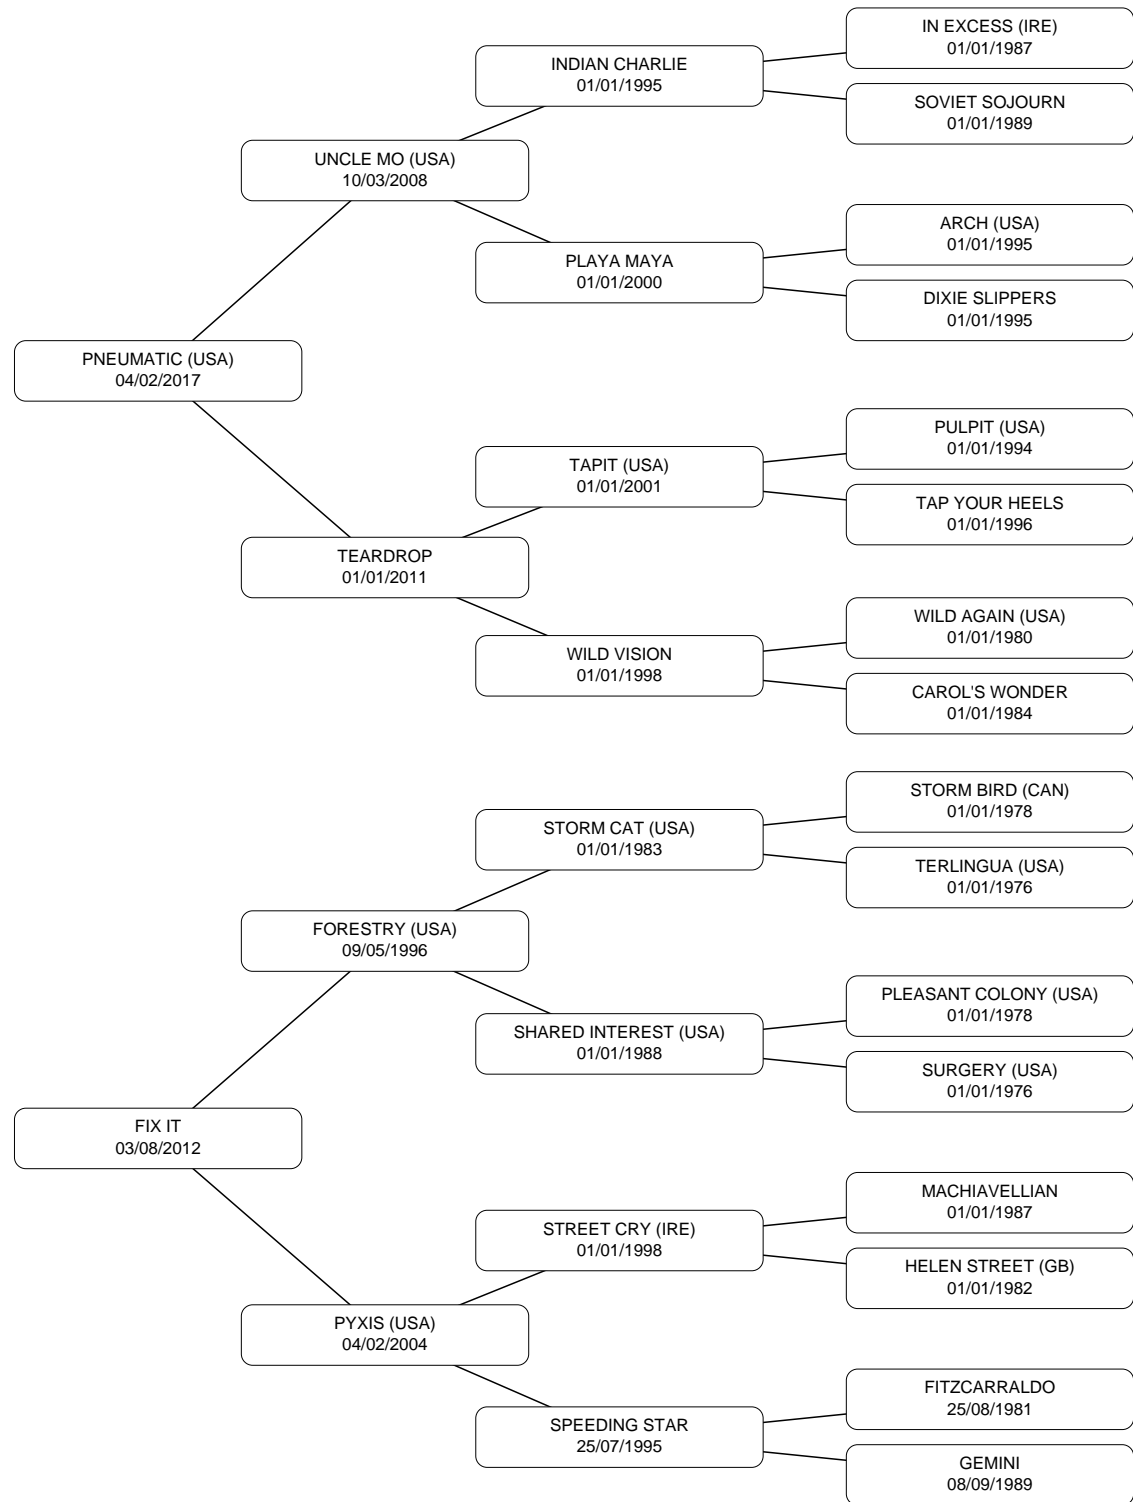 IN EXCESS (IRE)
01/01/1987
INDIAN CHARLIE
01/01/1995
SOVIET SOJOURN
01/01/1989
UNCLE MO (USA)
10/03/2008
ARCH (USA)
01/01/1995
PLAYA MAYA
01/01/2000
DIXIE SLIPPERS
01/01/1995
PNEUMATIC (USA)
04/02/2017
PULPIT (USA)
01/01/1994
TAPIT (USA)
01/01/2001
TAP YOUR HEELS
01/01/1996
TEARDROP
01/01/2011
WILD AGAIN (USA)
01/01/1980
WILD VISION
01/01/1998
CAROL'S WONDER
01/01/1984
STORM BIRD (CAN)
01/01/1978
STORM CAT (USA)
01/01/1983
TERLINGUA (USA)
01/01/1976
FORESTRY (USA)
09/05/1996
PLEASANT COLONY (USA)
01/01/1978
SHARED INTEREST (USA)
01/01/1988
SURGERY (USA)
01/01/1976
FIX IT
03/08/2012
MACHIAVELLIAN
01/01/1987
STREET CRY (IRE)
01/01/1998
HELEN STREET (GB)
01/01/1982
PYXIS (USA)
04/02/2004
FITZCARRALDO
25/08/1981
SPEEDING STAR
25/07/1995
GEMINI
08/09/1989